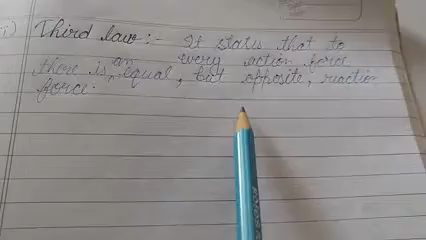 i) Third law:- It states that to
every action force
there is, an equal, but opposite, reaction
force.